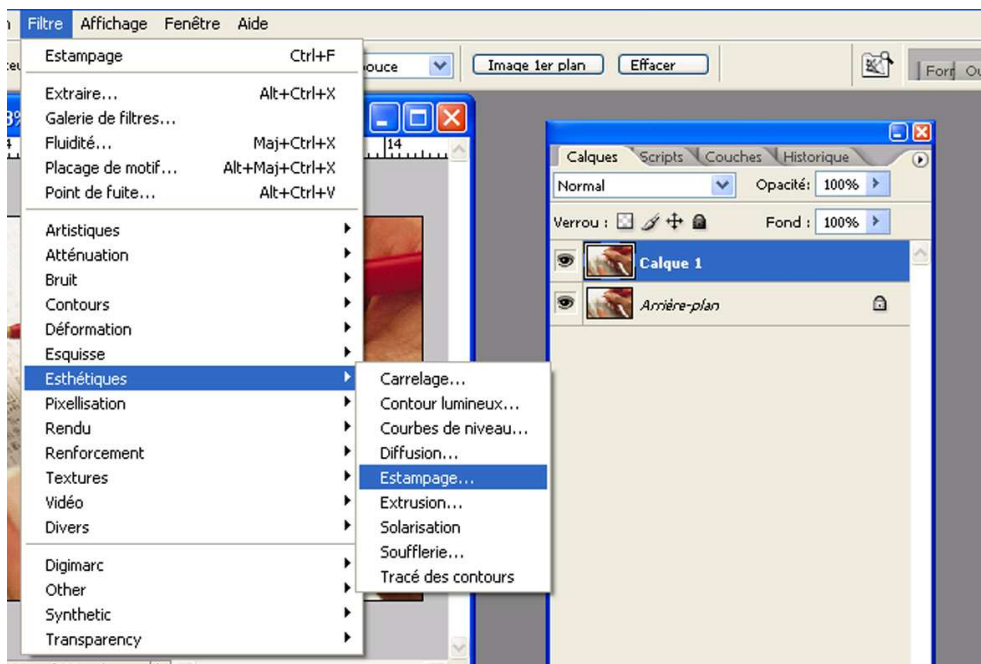 Filtre Affichage Fenêtre Aide
Estampage Ctrl+F
ouce
Image 1er plan
Effacer
Extraire... Alt+Ctrl+X
Galerie de filtres...
Fluidité... Maj+Ctrl+X
Placage de motif... Alt+Maj+Ctrl+X
Point de fuite... Alt+Ctrl+V
14
Artistiques
Atténuation
Bruit
Contours
Déformation
Esquisse
Esthétiques
Pixellisation
Rendu
Renforcement
Textures
Vidéo
Divers
Digimarc
Other
Synthetic
Transparency
Carrelage...
Contour lumineux...
Courbes de niveau...
Diffusion...
Estampage...
Extrusion...
Solarisation
Soufflerie...
Tracé des contours
Calques Scripts Couches Historique
Normal Opacité: 100%
Verrou : Fond : 100%
Calque 1
Arrière-plan